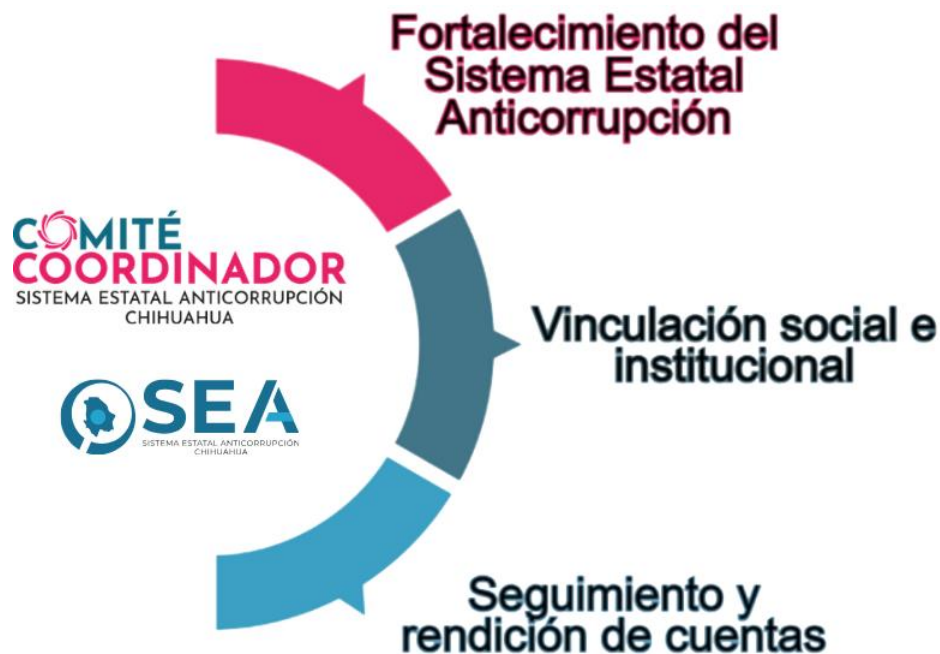 Fortalecimiento del
Sistema Estatal
Anticorrupción
COMITÉ
COORDINADOR
SISTEMA ESTATAL ANTICORRUPCIÓN
CHIHUAHUA
Vinculación social e
institucional
SEA
SISTEMA ESTATAL ANTICORRUPCIÓN
CHIHUAHUA
Seguimiento y
rendición de cuentas